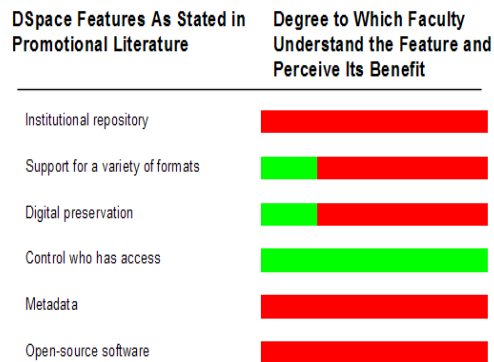 DSpace Features As Stated in
Promotional Literature
Degree to Which Faculty
Understand the Feature and
Perceive Its Benefit
Institutional repository
Support for a variety of formats
Digital preservation
Control who has access
Metadata
Open-source software